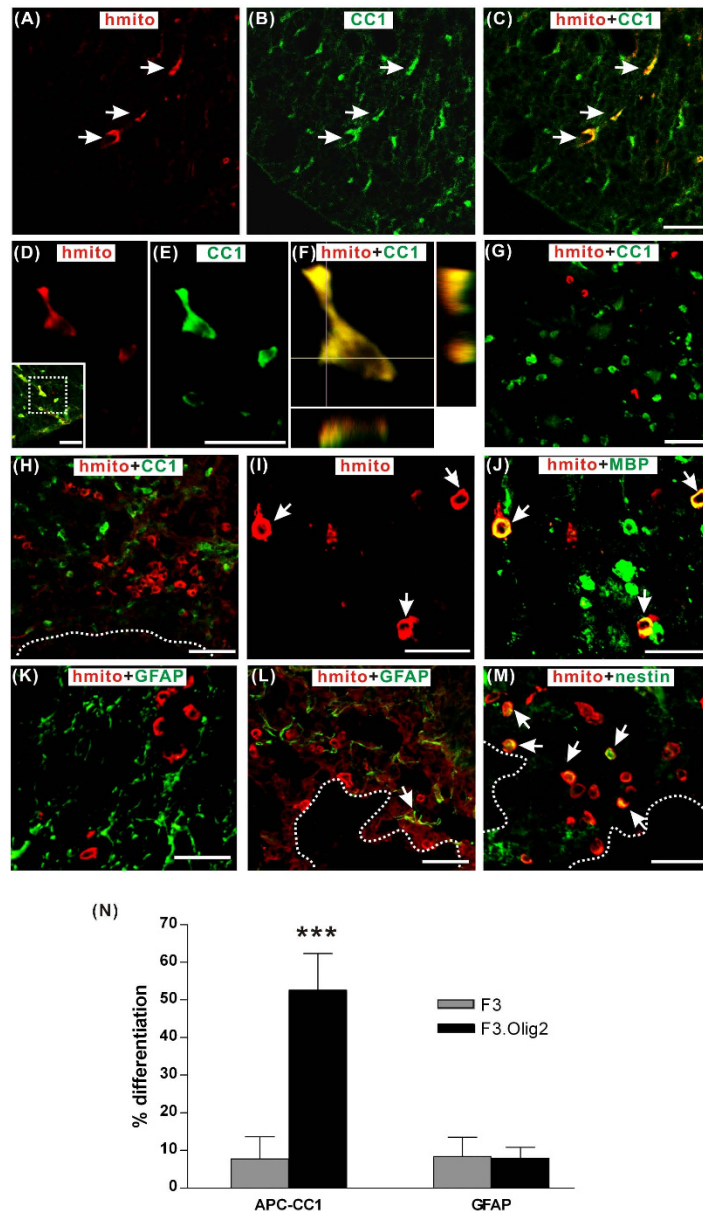 (A) hmito
(B) CC1
(C) hmito+CC1
(D) hmito
(E) CC1
(F) hmito+CC1
(G) hmito+CC1
(H) hmito+CC1
(I) hmito
(J) hmito+MBP
(K) hmito+GFAP
(L) hmito+GFAP
(M) hmito+nestin
(N)
70
60
50
40
30
20
10
0
% differentiation
***
F3
F3.Olig2
APC-CC1
GFAP